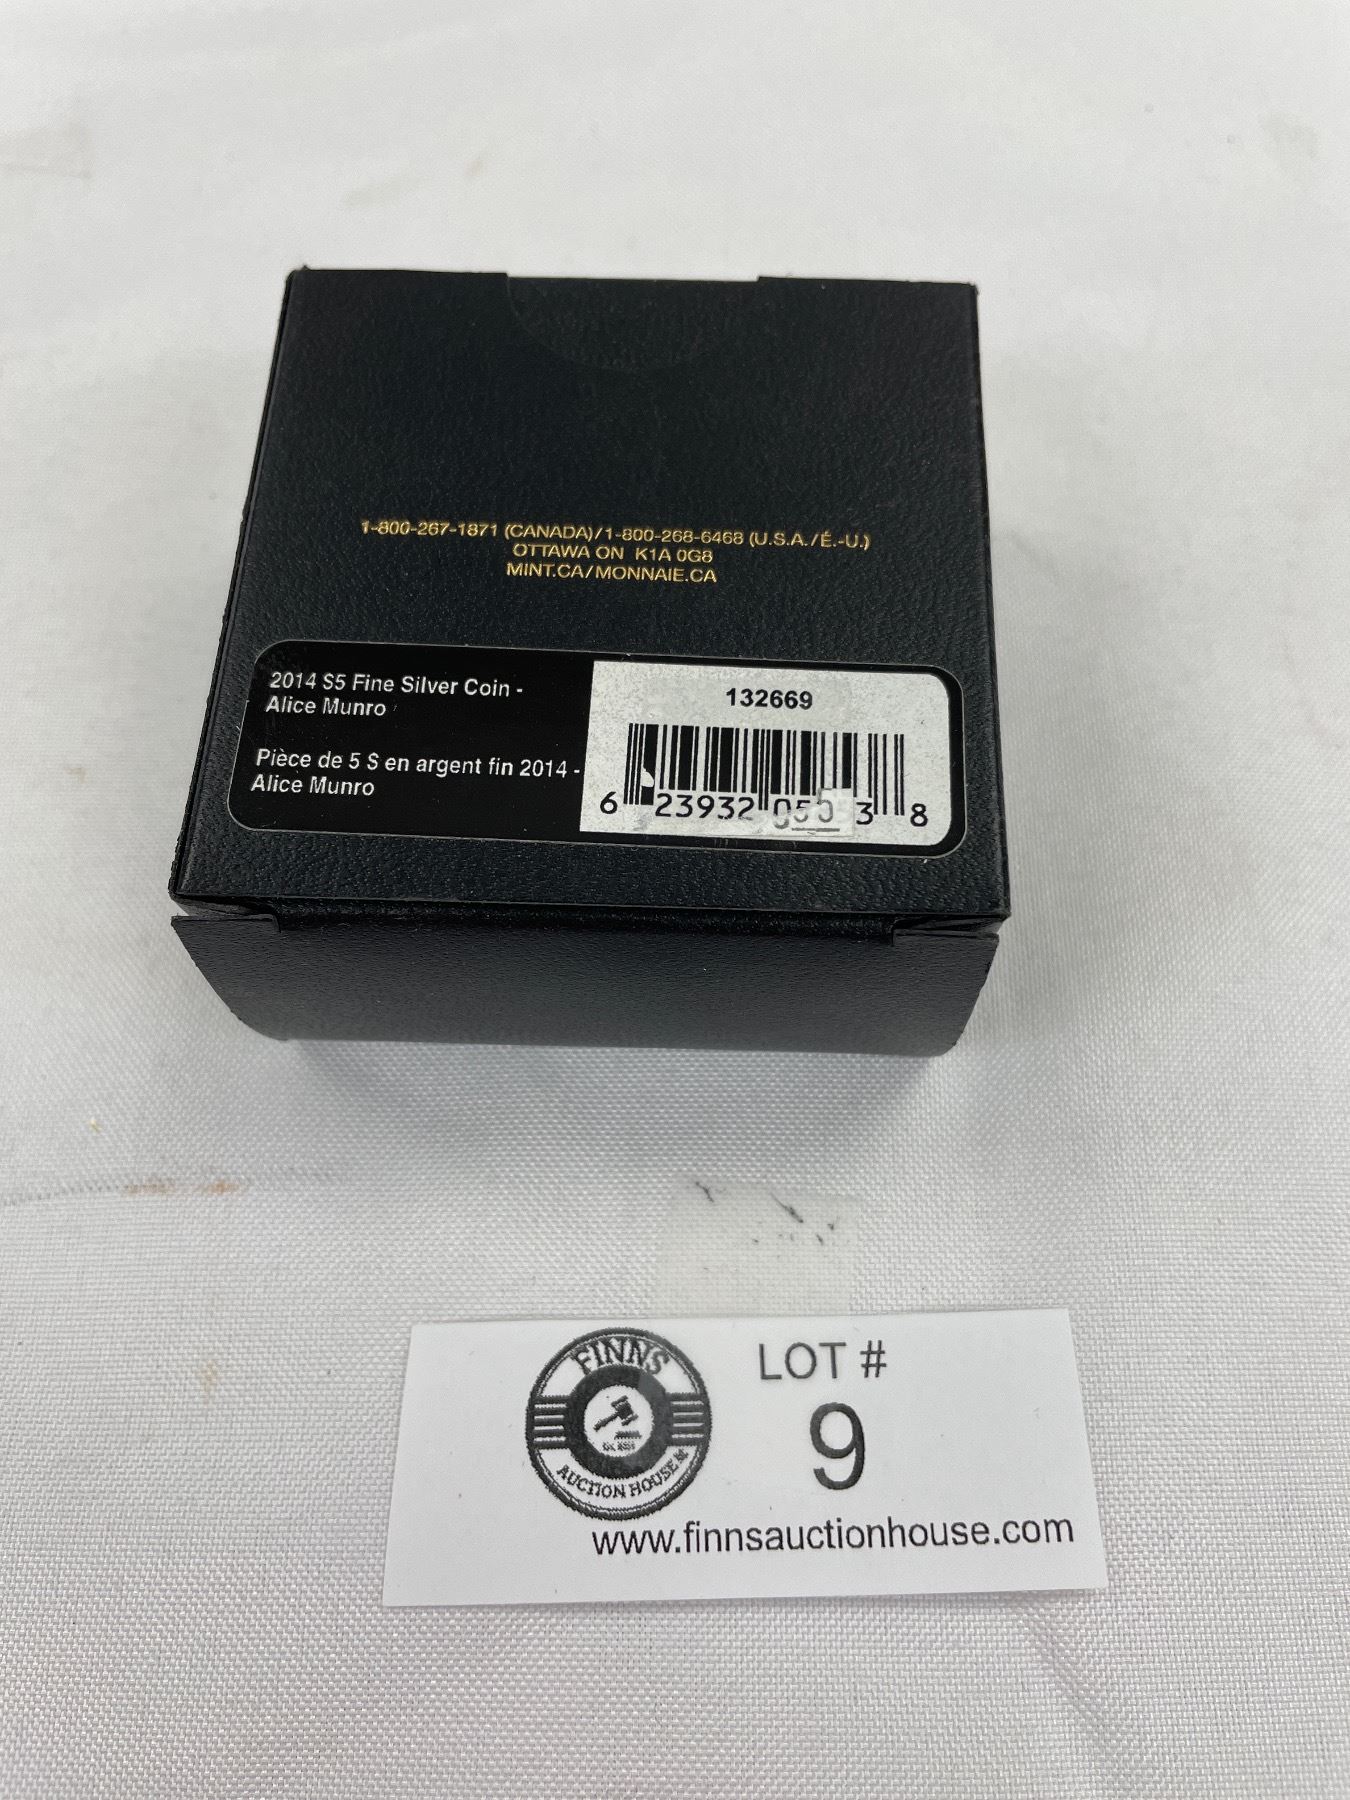 1-800-267-1871 (CANADA)/1-800-268-6468 (U.S.A./É.-U.)
OTTAWA ON K1A 0G8
MINT.CA/MONNAIE.CA
2014 $5 Fine Silver Coin -
Alice Munro
Pièce de 5 $ en argent fin 2014 -
Alice Munro
132669
6 23932 05503 8
FINNS
AUCTION HOUSE
LOT #
9
www.finnsauctionhouse.com